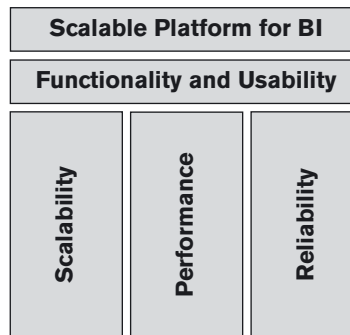 Scalable Platform for BI
Functionality and Usability
Scalability
Performance
Reliability